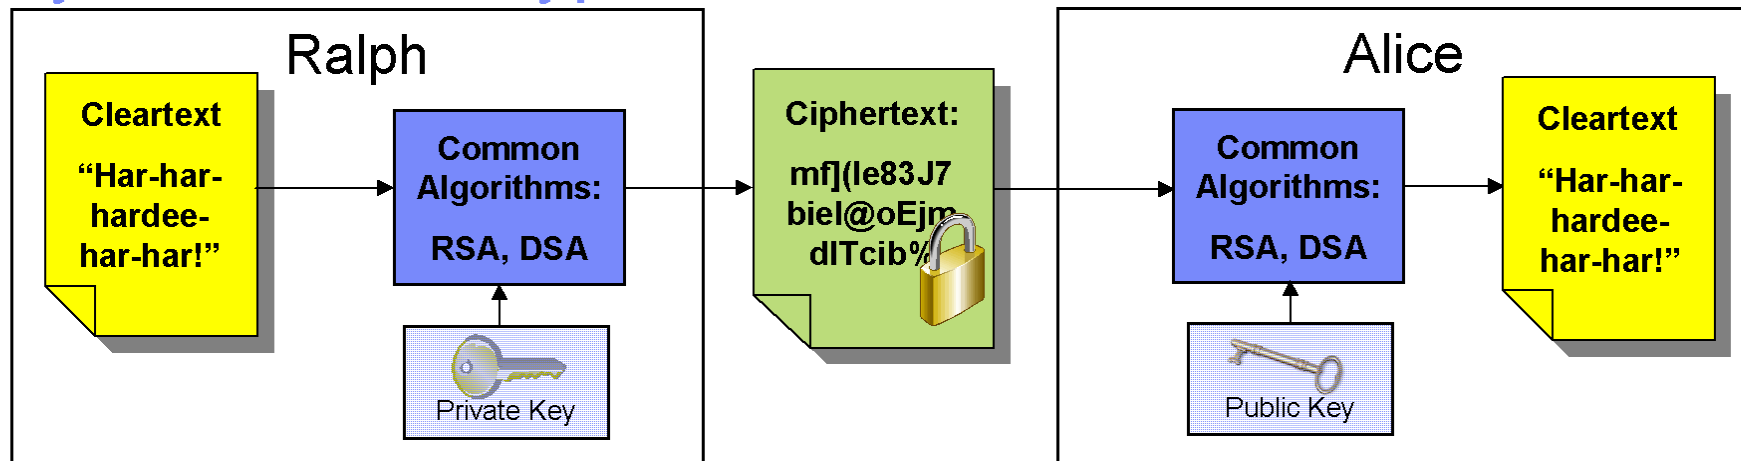 Ralph
Cleartext
“Har-har-
hardee-
har-har!”
Common
Algorithms:
RSA, DSA
Private Key
Ciphertext:
mf](le83J7
biel@oEjm
dITcib%
Alice
Common
Algorithms:
RSA, DSA
Public Key
Cleartext
“Har-har-
hardee-
har-har!”